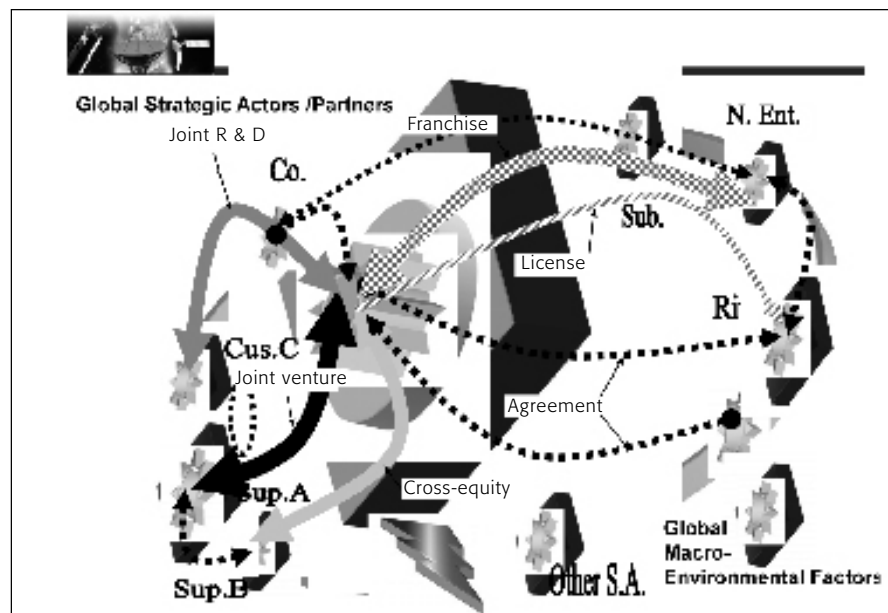 Global Strategic Actors /Partners
Joint R & D
Franchise
N. Ent.
Co.
Sub.
License
Ri
Cus.C
Joint venture
Agreement
Sup.A
Cross-equity
Sup.B
Other S.A.
Global
Macro-
Environmental Factors